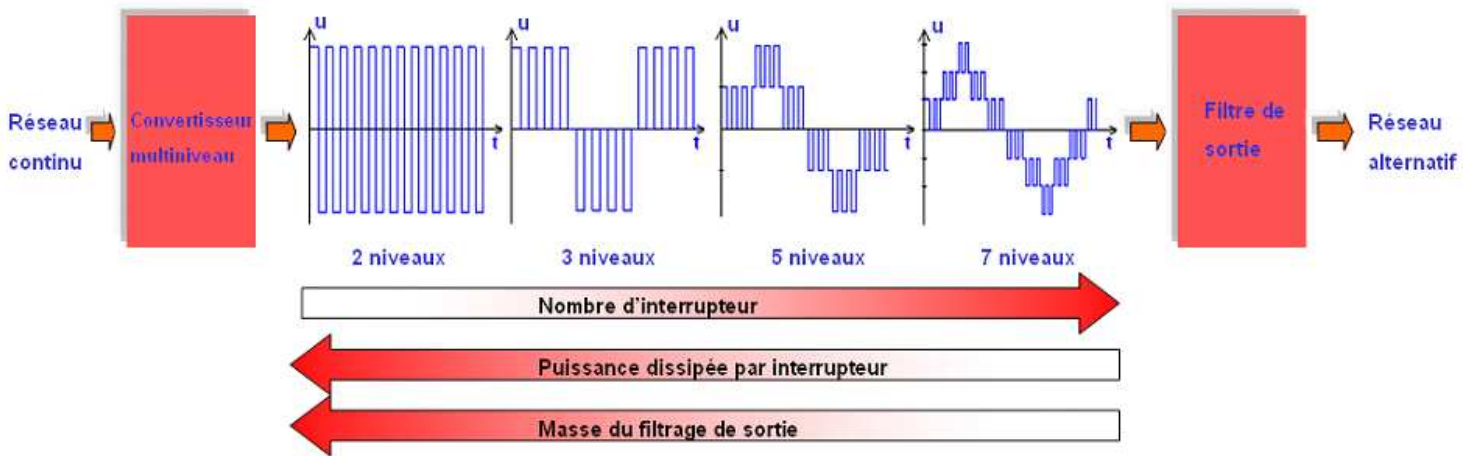 Réseau
continu
Convertisseur
multiniveau
u
t
2 niveaux
u
t
3 niveaux
u
t
5 niveaux
u
t
7 niveaux
Filtre de
sortie
Réseau
alternatif
Nombre d'interrupteur
Puissance dissipée par interrupteur
Masse du filtrage de sortie